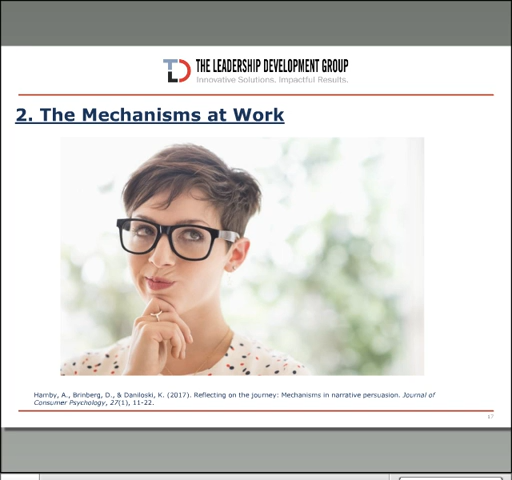 THE LEADERSHIP DEVELOPMENT GROUP
Innovative Solutions. Impactful Results.
2. The Mechanisms at Work
Hamby, A., Brinberg, D., & Daniloski, K. (2017). Reflecting on the journey: Mechanisms in narrative persuasion. Journal of
Consumer Psychology, 27(1), 11-22.
17